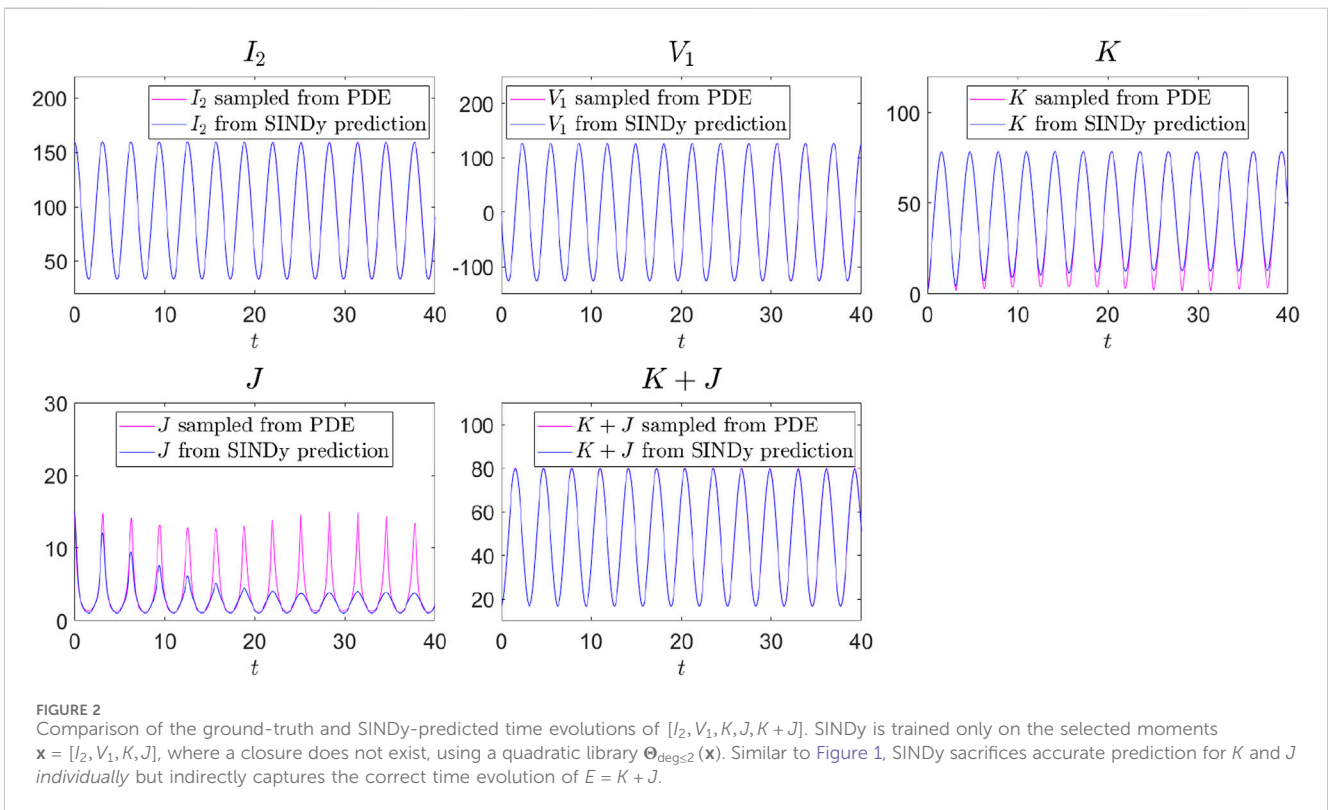 I₂
200
150
100
50
0 10 20 30 40
t
I₂ sampled from PDE
I₂ from SINDy prediction
V₁
200
100
0
-100
0 10 20 30 40
t
V₁ sampled from PDE
V₁ from SINDy prediction
K
100
50
0
0 10 20 30 40
t
K sampled from PDE
K from SINDy prediction
J
30
20
10
0
0 10 20 30 40
t
J sampled from PDE
J from SINDy prediction
K + J
100
80
60
40
20
0 10 20 30 40
t
K + J sampled from PDE
K + J from SINDy prediction
FIGURE 2
Comparison of the ground-truth and SINDy-predicted time evolutions of [I₂, V₁, K, J, K + J]. SINDy is trained only on the selected moments
x = [I₂, V₁, K, J], where a closure does not exist, using a quadratic library Θdeg≤2 (x). Similar to Figure 1, SINDy sacrifices accurate prediction for K and J
individually but indirectly captures the correct time evolution of E = K + J.